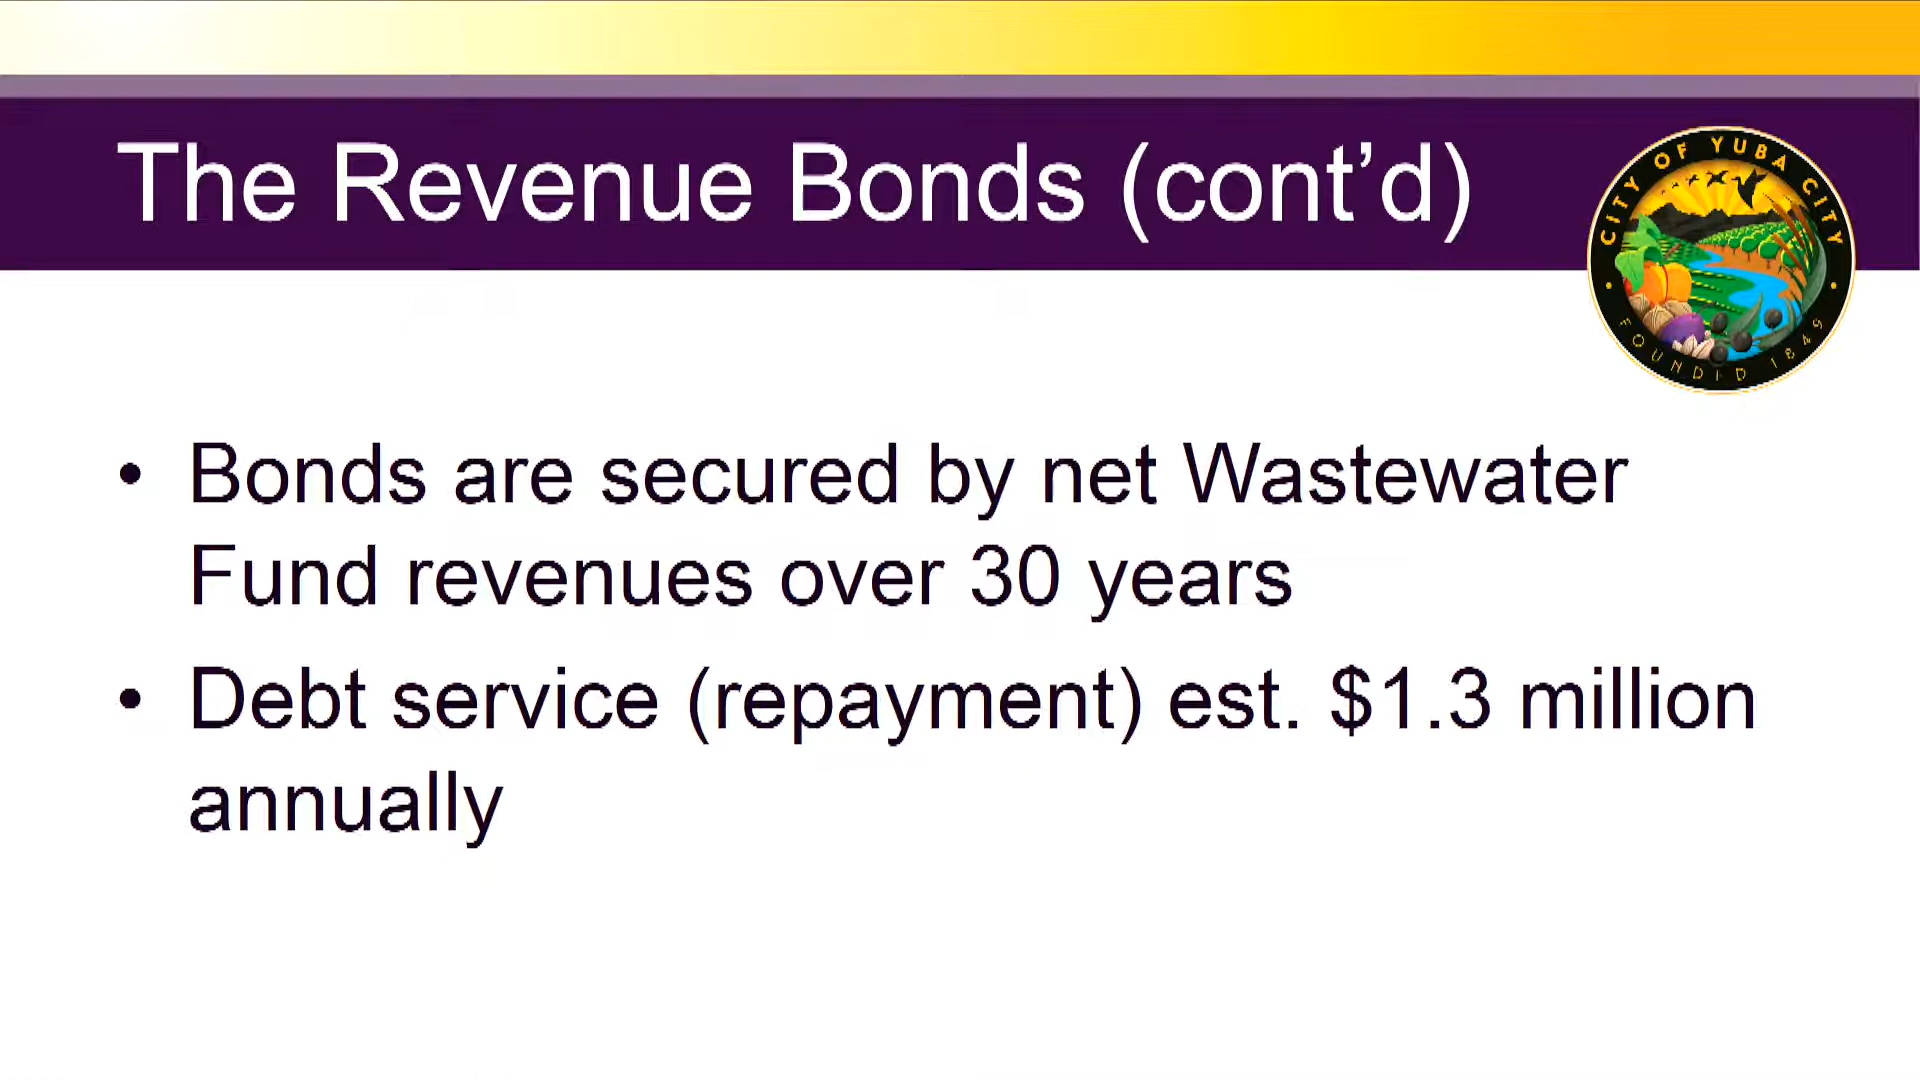 The Revenue Bonds (cont’d)
CITY OF YUBA CITY
FOUNDED 1849
• Bonds are secured by net Wastewater
Fund revenues over 30 years
• Debt service (repayment) est. $1.3 million
annually